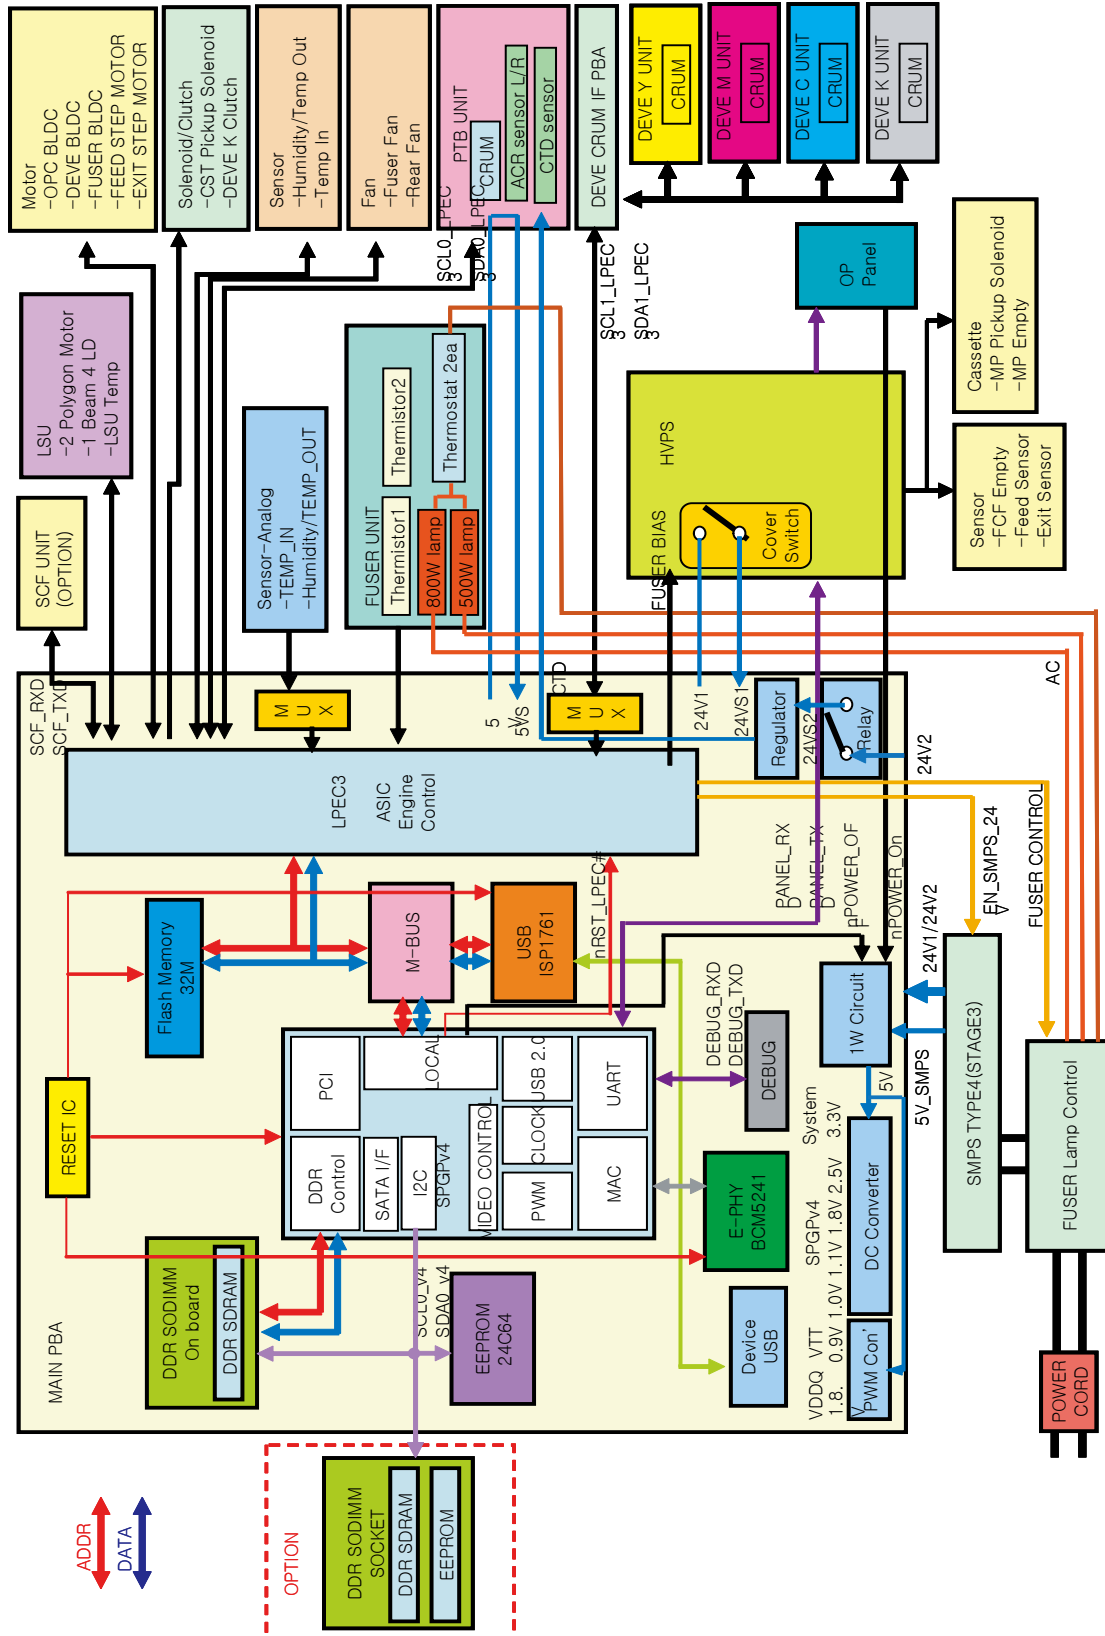 Motor
-OPC BLDC
-DEVE BLDC
-FUSER BLDC
-FEED STEP MOTOR
-EXIT STEP MOTOR
Solenoid/Clutch
-CST Pickup Solenoid
-DEVE K Clutch
Sensor
-Humidity/Temp Out
-Temp In
Fan
-Fuser Fan
-Rear Fan
PTB UNIT
CRUM
ACR sensor L/R
CTD sensor
DEVE CRUM IF PBA
DEVE Y UNIT
CRUM
DEVE M UNIT
CRUM
DEVE C UNIT
CRUM
DEVE K UNIT
CRUM
SCL0_LPEC
3
SDA0_LPEC
3
SCL1_LPEC
3
SDA1_LPEC
3
LSU
-2 Polygon Motor
-1 Beam 4 LD
-LSU Temp
SCF UNIT
(OPTION)
SCF_RXD
SCF_TXD
Sensor-Analog
-TEMP_IN
-Humidity/TEMP_OUT
FUSER UNIT
Thermistor1
Thermistor2
800W lamp
500W lamp
Thermostat 2ea
OP
Panel
HVPS
FUSER BIAS
Cover
Switch
Cassette
-MP Pickup Solenoid
-MP Empty
Sensor
-FCF Empty
-Feed Sensor
-Exit Sensor
M
U
X
5
V
5VS
CTD
M
U
X
24V1
24VS1
Regulator
24VS2
Relay
24V2
AC
LPEC3
ASIC
Engine
Control
PANEL_RX
D
PANEL_TX
D
nPOWER_OF
F
nPOWER_On
EN_SMPS_24
V
FUSER CONTROL
Flash Memory
32M
M-BUS
USB
ISP1761
nRST_LPEC#
RESET IC
PCI
LOCAL
USB 2.0
UART
DDR
Control
SATA I/F
I2C
SPGPv4
VIDEO CONTROL
CLOCK
PWM
MAC
DEBUG_RXD
DEBUG_TXD
DEBUG
1W Circuit
5V
24V1/24V2
5V_SMPS
SMPS TYPE4(STAGE3)
FUSER Lamp Control
System
3.3V
SPGPv4
1.0V 1.1V 1.8V 2.5V
DC Converter
VDDQ VTT
1.8.
V
0.9V
PWM Con'
E-PHY
BCM5241
Device
USB
SCL0_v4
SDA0_v4
EEPROM
24C64
DDR SODIMM
On board
DDR SDRAM
MAIN PBA
POWER
CORD
ADDR
DATA
OPTION
DDR SODIMM
SOCKET
DDR SDRAM
EEPROM